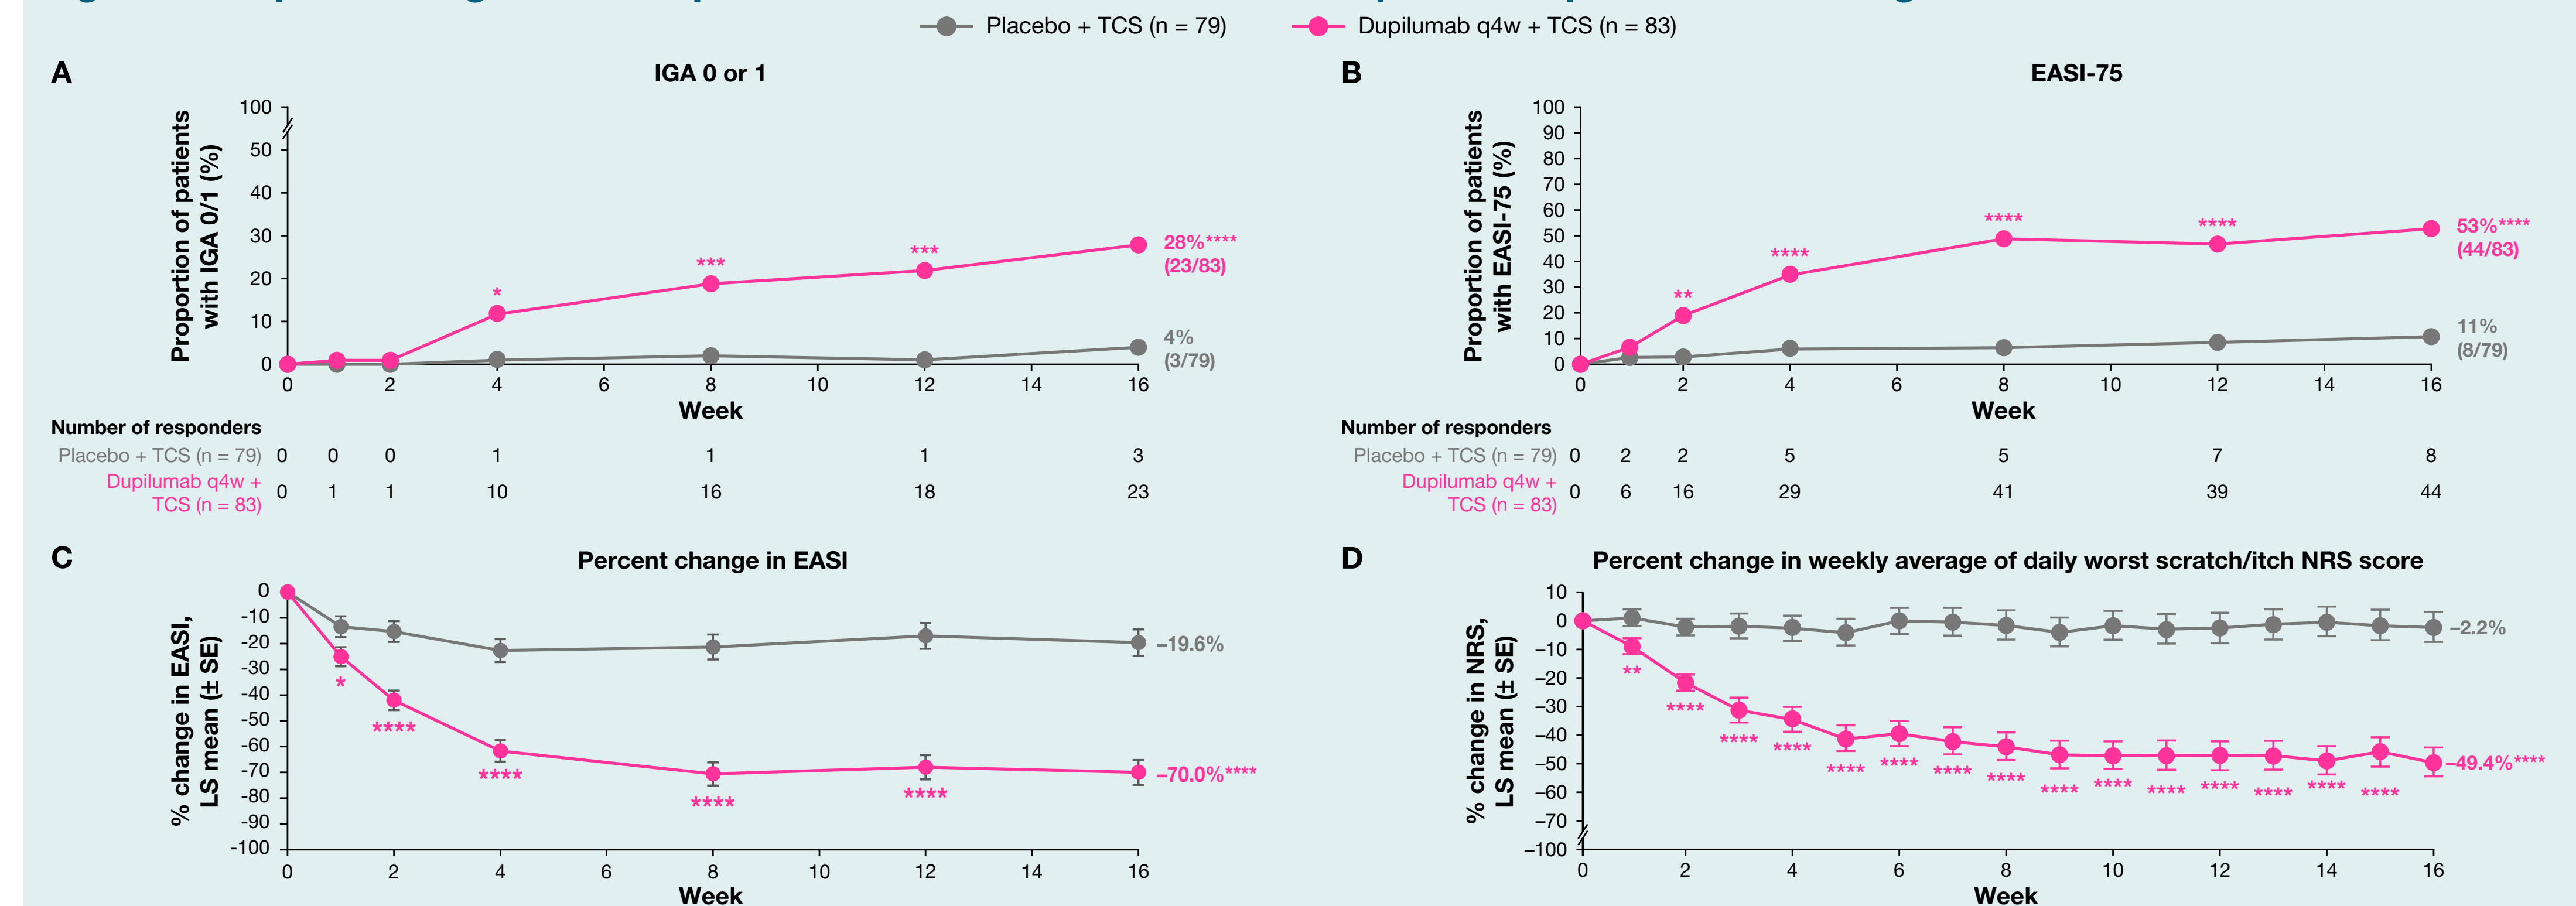 Placebo + TCS (n = 79)
Dupilumab q4w + TCS (n = 83)
A
IGA 0 or 1
Proportion of patients
with IGA 0/1 (%)
100
50
40
30
20
10
0
*
***
***
28%****
(23/83)
4%
(3/79)
0 2 4 6 8 10 12 14 16
Week
Number of responders
Placebo + TCS (n = 79) 0 0 0 1 1 1 3
Dupilumab q4w +
TCS (n = 83) 0 1 1 10 16 18 23
B
EASI-75
Proportion of patients
with EASI-75 (%)
100
90
80
70
60
50
40
30
20
10
0
**
****
****
****
53%****
(44/83)
11%
(8/79)
0 2 4 6 8 10 12 14 16
Week
Number of responders
Placebo + TCS (n = 79) 0 2 2 5 5 7 8
Dupilumab q4w +
TCS (n = 83) 0 6 16 29 41 39 44
C
Percent change in EASI
% change in EASI,
LS mean (± SE)
0
-10
-20
-30
-40
-50
-60
-70
-80
-90
-100
–19.6%
*
****
****
****
****
–70.0%****
0 2 4 6 8 10 12 14 16
Week
D
Percent change in weekly average of daily worst scratch/itch NRS score
% change in NRS,
LS mean (± SE)
10
0
–10
–20
–30
–40
–50
–60
–70
–100
–2.2%
**
****
****
****
****
****
****
****
****
****
****
****
****
****
****
–49.4%****
0 2 4 6 8 10 12 14 16
Week